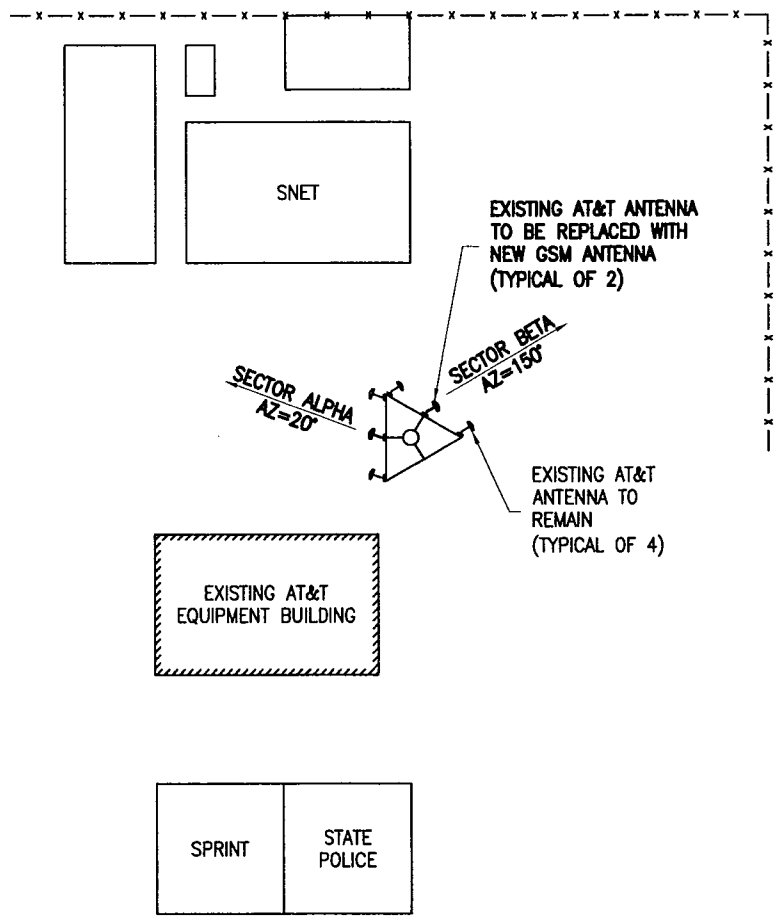 SNET
EXISTING AT&T ANTENNA
TO BE REPLACED WITH
NEW GSM ANTENNA
(TYPICAL OF 2)
SECTOR BETA
AZ=150°
SECTOR ALPHA
AZ=20°
EXISTING AT&T
ANTENNA TO
REMAIN
(TYPICAL OF 4)
EXISTING AT&T
EQUIPMENT BUILDING
SPRINT
STATE
POLICE